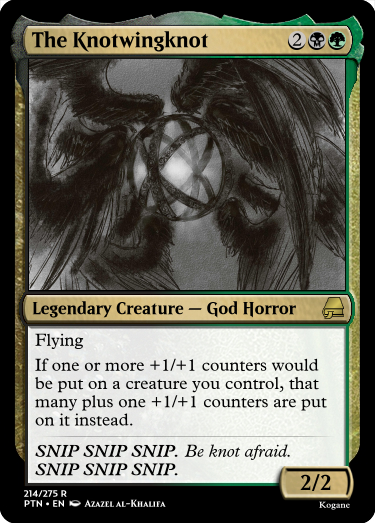 The Knotwingknot 2
Legendary Creature — God Horror
Flying
If one or more +1/+1 counters would
be put on a creature you control, that
many plus one +1/+1 counters are put
on it instead.
SNIP SNIP SNIP. Be knot afraid.
SNIP SNIP SNIP.
2/2
214/275 R
PTN • EN Azazel al-Khalifa
Kogane